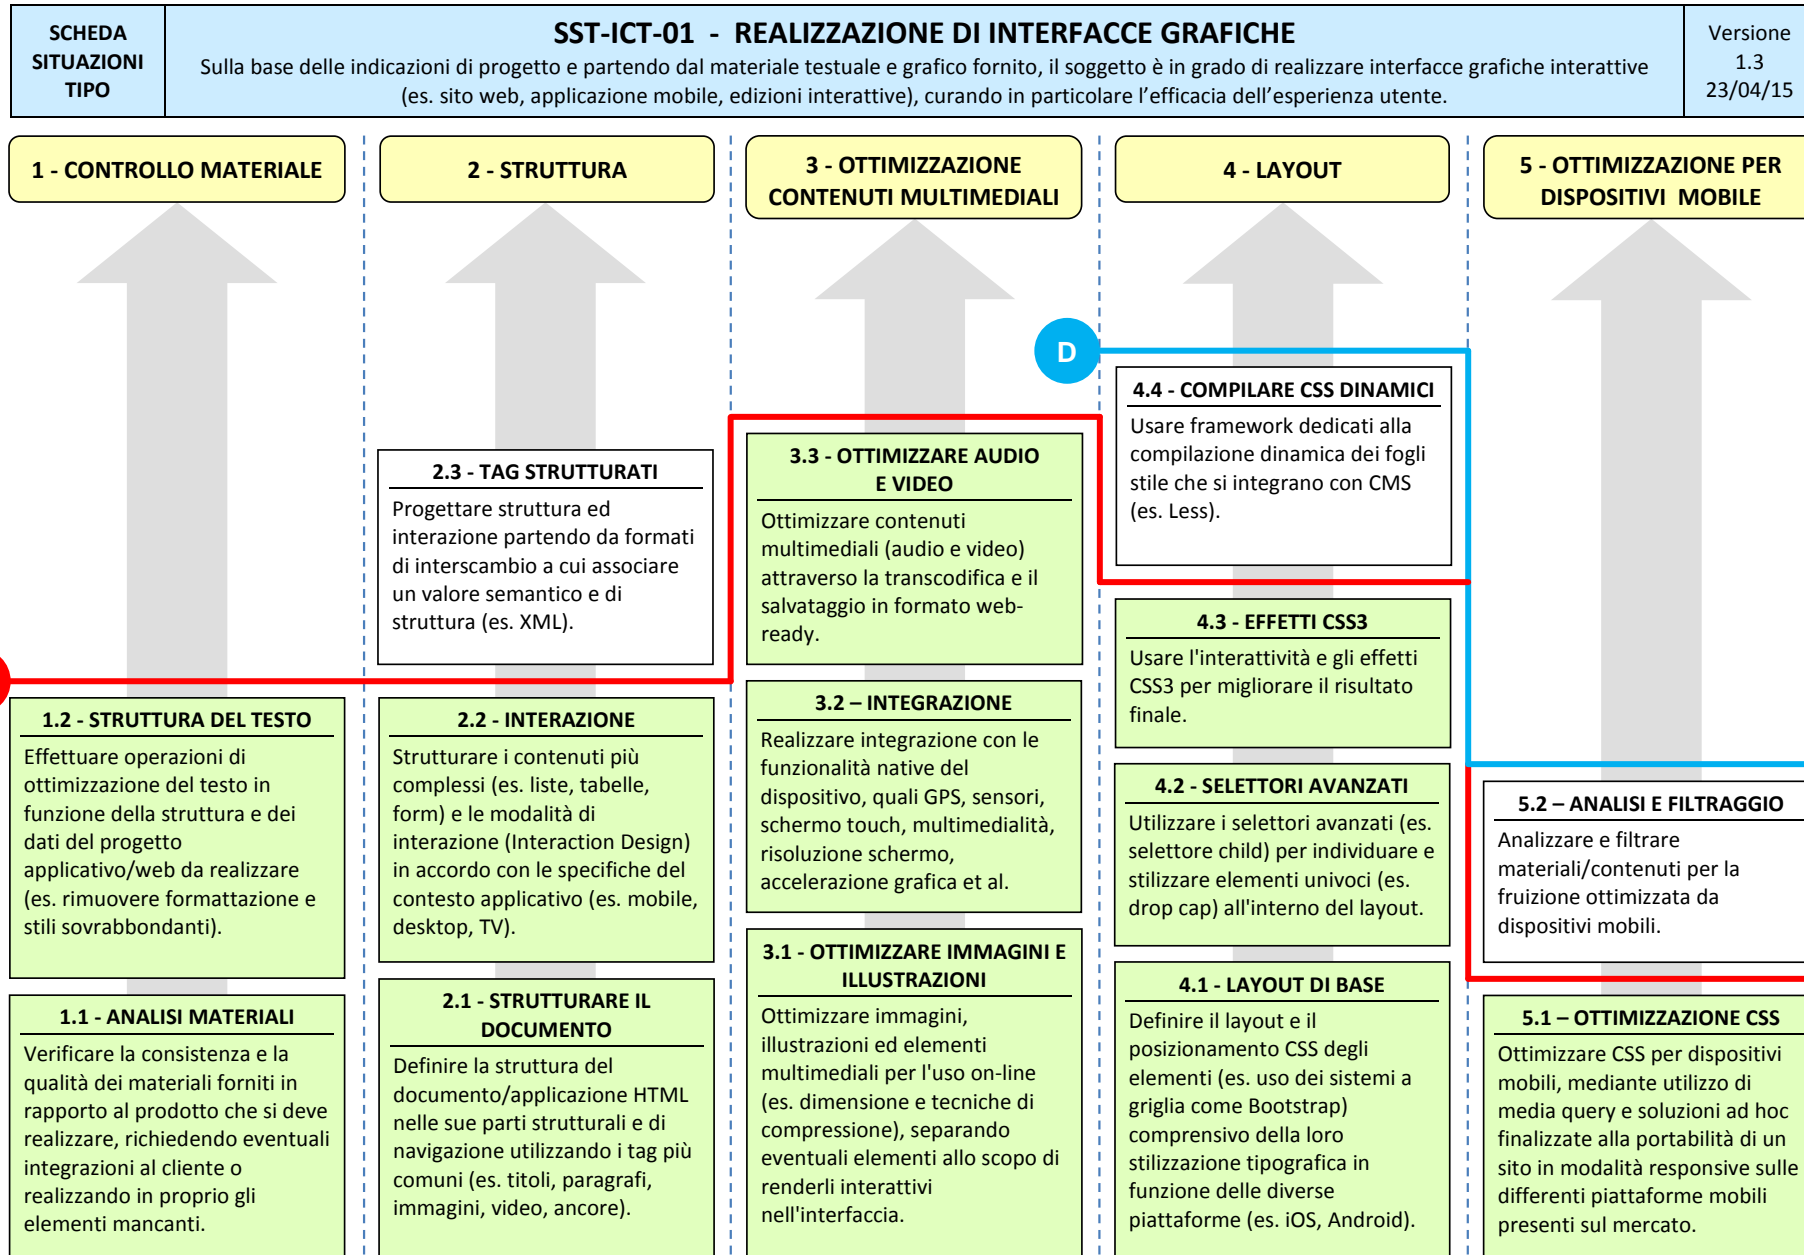 SCHEDA
SITUAZIONI
TIPO
SST-ICT-01 - REALIZZAZIONE DI INTERFACCE GRAFICHE
Sulla base delle indicazioni di progetto e partendo dal materiale testuale e grafico fornito, il soggetto è in grado di realizzare interfacce grafiche interattive
(es. sito web, applicazione mobile, edizioni interattive), curando in particolare l’efficacia dell’esperienza utente.
Versione
1.3
23/04/15
1 - CONTROLLO MATERIALE
1.2 - STRUTTURA DEL TESTO
Effettuare operazioni di
ottimizzazione del testo in
funzione della struttura e dei
dati del progetto
applicativo/web da realizzare
(es. rimuovere formattazione e
stili sovrabbondanti).
1.1 - ANALISI MATERIALI
Verificare la consistenza e la
qualità dei materiali forniti in
rapporto al prodotto che si deve
realizzare, richiedendo eventuali
integrazioni al cliente o
realizzando in proprio gli
elementi mancanti.
2 - STRUTTURA
2.3 - TAG STRUTTURATI
Progettare struttura ed
interazione partendo da formati
di interscambio a cui associare
un valore semantico e di
struttura (es. XML).
2.2 - INTERAZIONE
Strutturare i contenuti più
complessi (es. liste, tabelle,
form) e le modalità di
interazione (Interaction Design)
in accordo con le specifiche del
contesto applicativo (es. mobile,
desktop, TV).
2.1 - STRUTTURARE IL
DOCUMENTO
Definire la struttura del
documento/applicazione HTML
nelle sue parti strutturali e di
navigazione utilizzando i tag più
comuni (es. titoli, paragrafi,
immagini, video, ancore).
3 - OTTIMIZZAZIONE
CONTENUTI MULTIMEDIALI
3.3 - OTTIMIZZARE AUDIO
E VIDEO
Ottimizzare contenuti
multimediali (audio e video)
attraverso la transcodifica e il
salvataggio in formato web-
ready.
3.2 – INTEGRAZIONE
Realizzare integrazione con le
funzionalità native del
dispositivo, quali GPS, sensori,
schermo touch, multimedialità,
risoluzione schermo,
accelerazione grafica et al.
3.1 - OTTIMIZZARE IMMAGINI E
ILLUSTRAZIONI
Ottimizzare immagini,
illustrazioni ed elementi
multimediali per l'uso on-line
(es. dimensione e tecniche di
compressione), separando
eventuali elementi allo scopo di
renderli interattivi
nell'interfaccia.
4 - LAYOUT
D
4.4 - COMPILARE CSS DINAMICI
Usare framework dedicati alla
compilazione dinamica dei fogli
stile che si integrano con CMS
(es. Less).
4.3 - EFFETTI CSS3
Usare l'interattività e gli effetti
CSS3 per migliorare il risultato
finale.
4.2 - SELETTORI AVANZATI
Utilizzare i selettori avanzati (es.
selettore child) per individuare e
stilizzare elementi univoci (es.
drop cap) all'interno del layout.
4.1 - LAYOUT DI BASE
Definire il layout e il
posizionamento CSS degli
elementi (es. uso dei sistemi a
griglia come Bootstrap)
comprensivo della loro
stilizzazione tipografica in
funzione delle diverse
piattaforme (es. iOS, Android).
5 - OTTIMIZZAZIONE PER
DISPOSITIVI MOBILE
5.2 – ANALISI E FILTRAGGIO
Analizzare e filtrare
materiali/contenuti per la
fruizione ottimizzata da
dispositivi mobili.
5.1 – OTTIMIZZAZIONE CSS
Ottimizzare CSS per dispositivi
mobili, mediante utilizzo di
media query e soluzioni ad hoc
finalizzate alla portabilità di un
sito in modalità responsive sulle
differenti piattaforme mobili
presenti sul mercato.